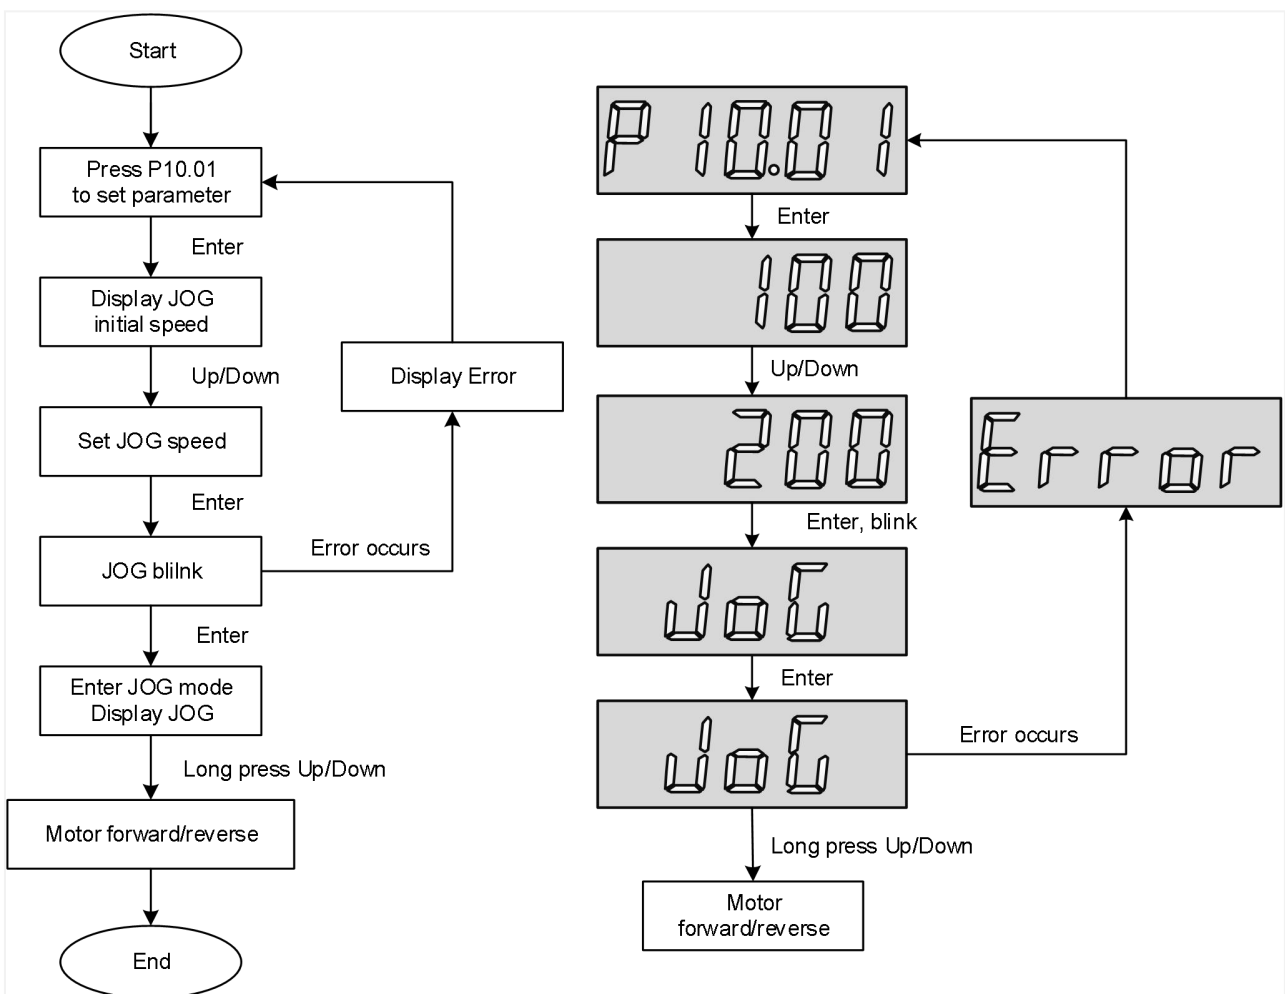 Start
Press P10.01
to set parameter
Enter
Display JOG
initial speed
Up/Down
Display Error
Set JOG speed
Enter
Error occurs
JOG blilnk
Enter
Enter JOG mode
Display JOG
Long press Up/Down
Motor forward/reverse
End
P10.01
Enter
100
Up/Down
200
Error
Enter, blink
JoG
Enter
JoG
Error occurs
Long press Up/Down
Motor
forward/reverse